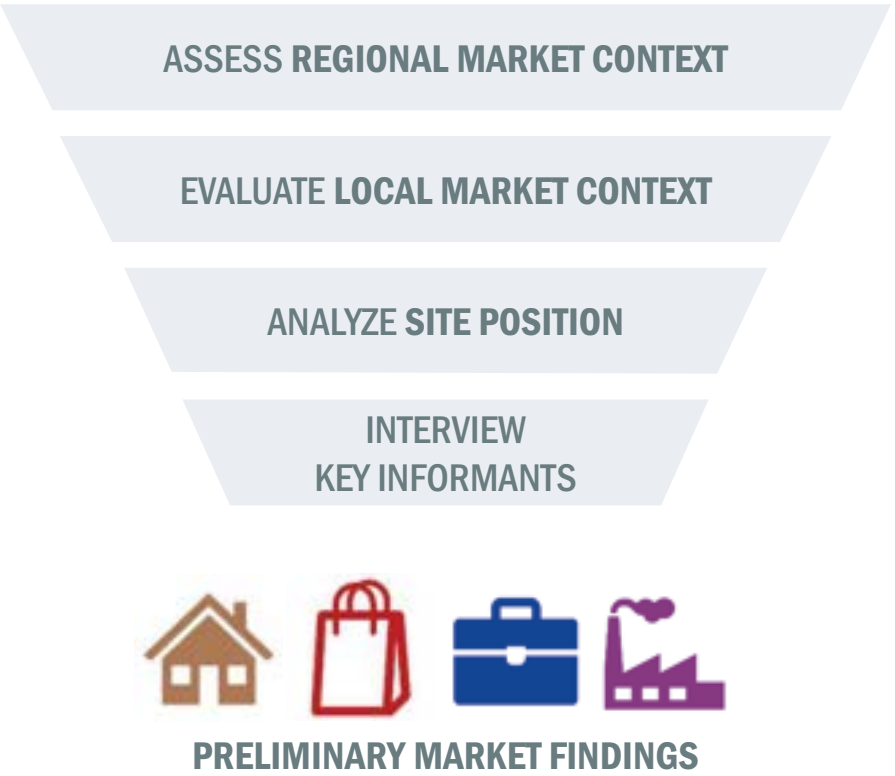 ASSESS REGIONAL MARKET CONTEXT
EVALUATE LOCAL MARKET CONTEXT
ANALYZE SITE POSITION
INTERVIEW
KEY INFORMANTS
PRELIMINARY MARKET FINDINGS